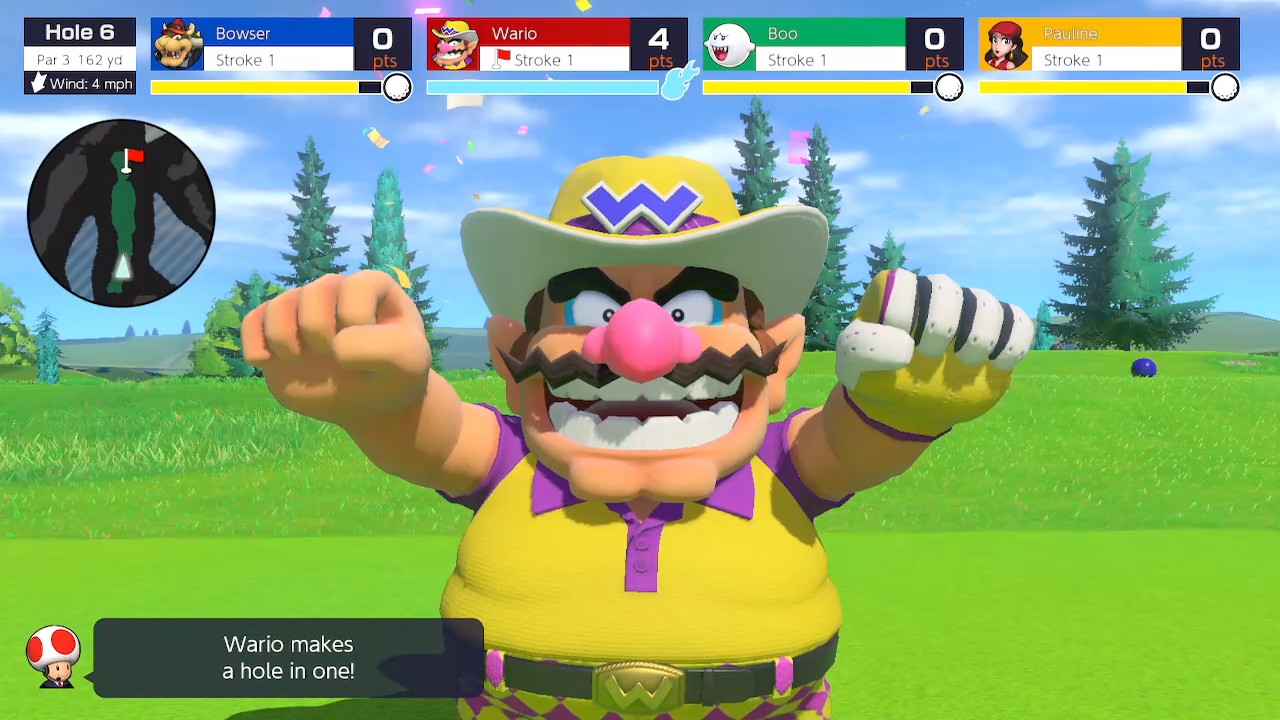 Hole 6
Par 3 162 yd
Wind: 4 mph
Bowser
Stroke 1
0
pts
Wario
Stroke 1
4
pts
Boo
Stroke 1
0
pts
Pauline
Stroke 1
0
pts
W
W
Wario makes
a hole in one!